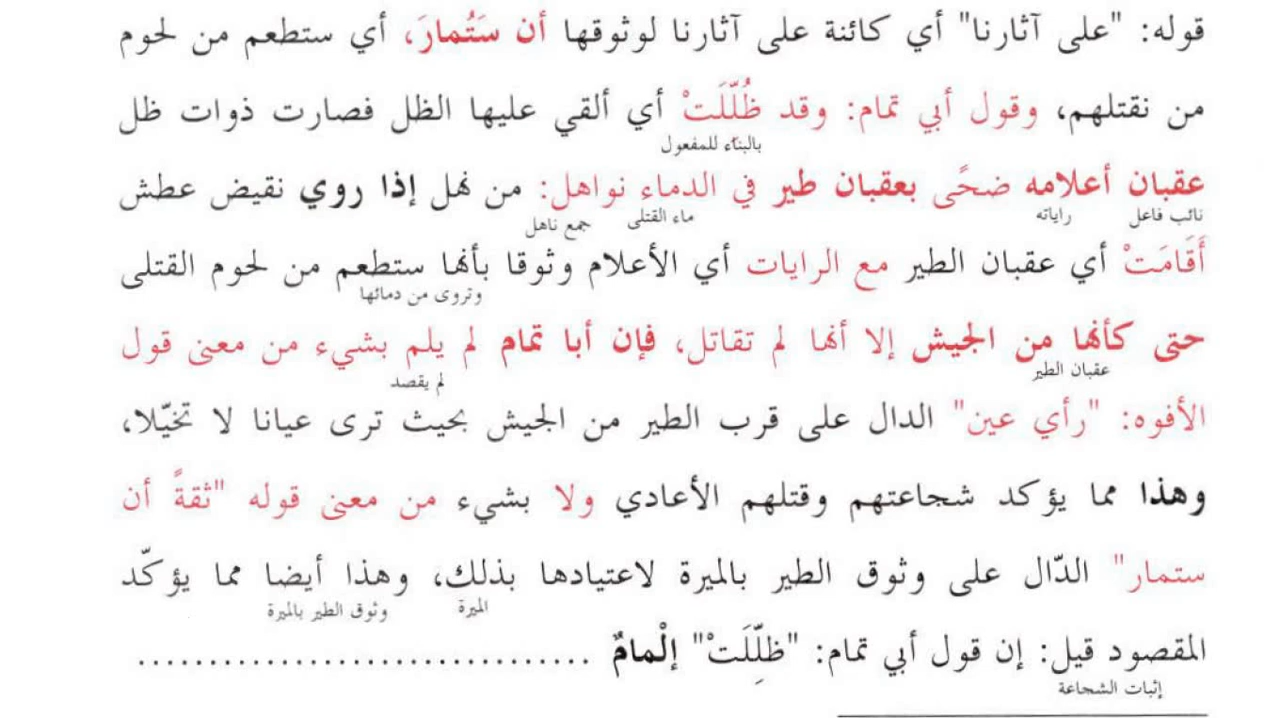 قوله: "على آثارنا" أي كائنة على آثارنا لوثوقها أن سَتُمارَ، أي ستطعم من لحوم
من نقتلهم، وقول أبي تمام: وقد ظُلّلَتْ أي ألقي عليها الظل فصارت ذوات ظل
بالبناء للمفعول
عقبان أعلامه ضحًى بعقبان طير في الدماء نواهل: من نهل إذا روي نقيض عطش
نائب فاعل راياته ماء القتلى جمع ناهل
أَقَامَتْ أي عقبان الطير مع الرايات أي الأعلام وثوقا بأنها ستطعم من لحوم القتلى
وتروى من دمائها
حتى كأنها من الجيش إلا أنها لم تقاتل، فإن أبا تمام لم يلم بشيء من معنى قول
عقبان الطير لم يقصد
الأفوه: "رأي عين" الدال على قرب الطير من الجيش بحيث ترى عيانا لا تخيّلا،
وهذا مما يؤكد شجاعتهم وقتلهم الأعادي ولا بشيء من معنى قوله "ثقةً أن
ستمار" الدّال على وثوق الطير بالميرة لاعتيادها بذلك، وهذا أيضا مما يؤكّد
الميرة وثوق الطير بالميرة
المقصود قيل: إن قول أبي تمام: "ظلِّلَتْ" إلْمامٌ ................................
إثبات الشجاعة